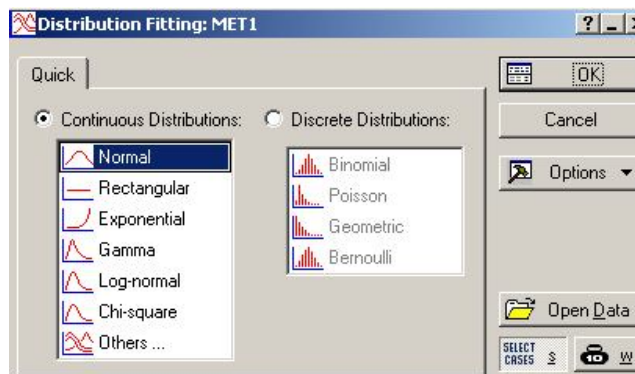 Distribution Fitting: MET1
Quick
Continuous Distributions:
Normal
Rectangular
Exponential
Gamma
Log-normal
Chi-square
Others ...
Discrete Distributions:
Binomial
Poisson
Geometric
Bernoulli
OK
Cancel
Options
Open Data
SELECT
CASES S
W